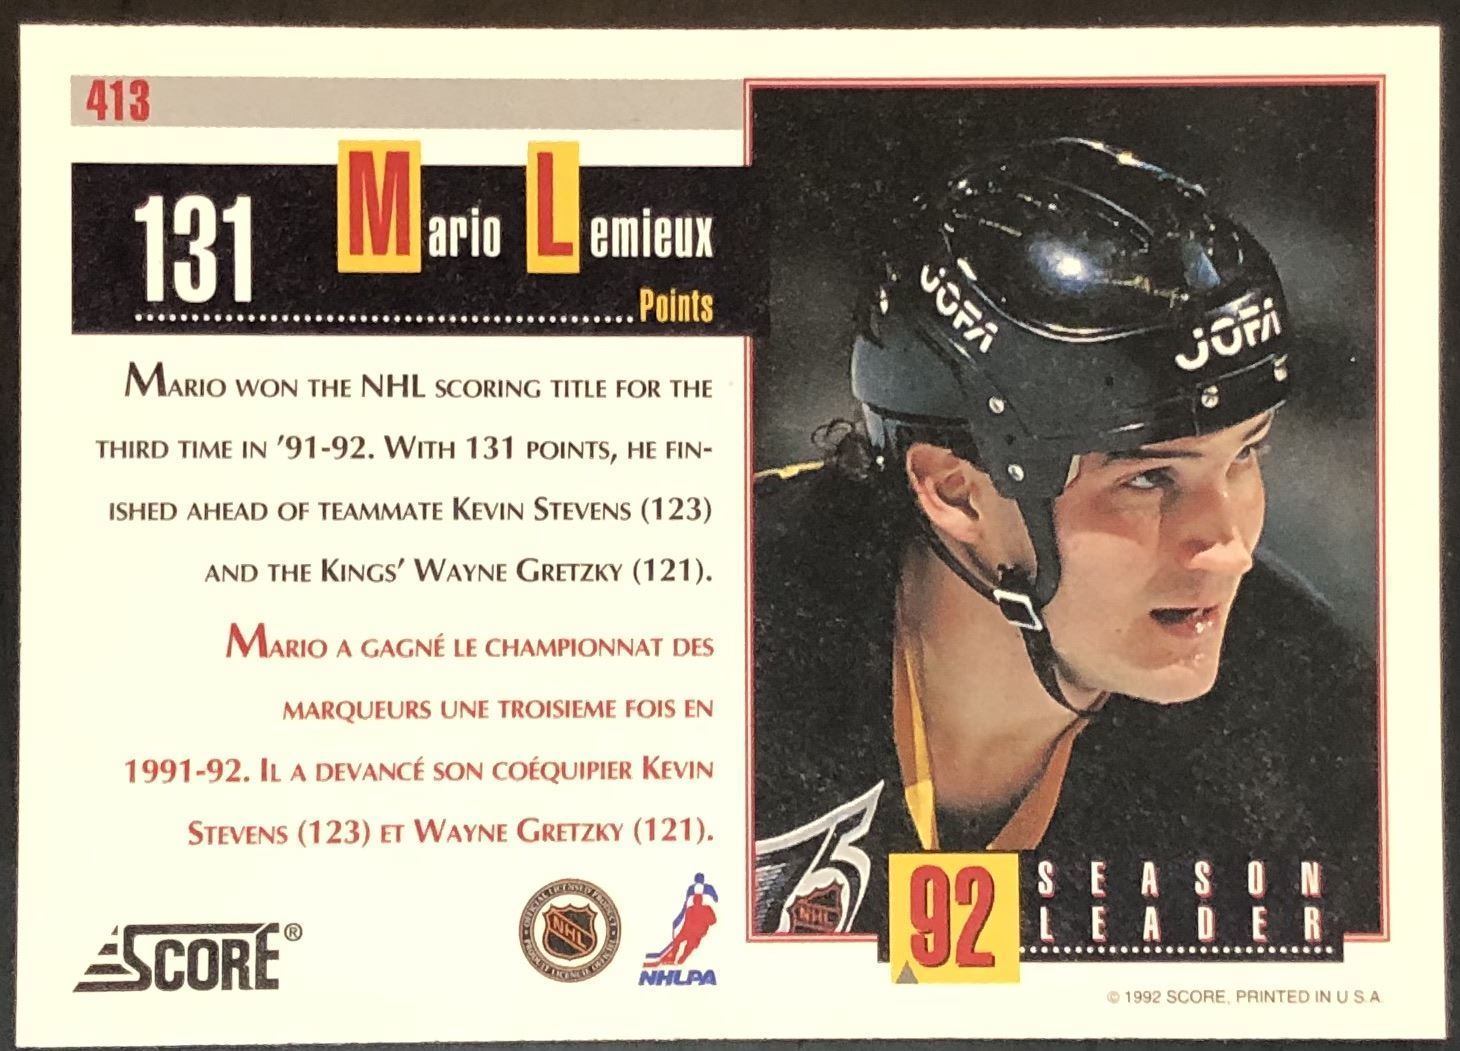 413
131 Mario Lemieux
Points
MARIO WON THE NHL SCORING TITLE FOR THE
THIRD TIME IN '91-92. WITH 131 POINTS, HE FIN-
ISHED AHEAD OF TEAMMATE KEVIN STEVENS (123)
AND THE KINGS' WAYNE GRETZKY (121).
MARIO A GAGNÉ LE CHAMPIONNAT DES
MARQUEURS UNE TROISIEME FOIS EN
1991-92. IL A DEVANCÉ SON COÉQUIPIER KEVIN
STEVENS (123) ET WAYNE GRETZKY (121).
SCORE®
NHL
NHLPA
JOFA
JOFA
75
NHL
92 SEASON
LEADER
© 1992 SCORE, PRINTED IN U S A